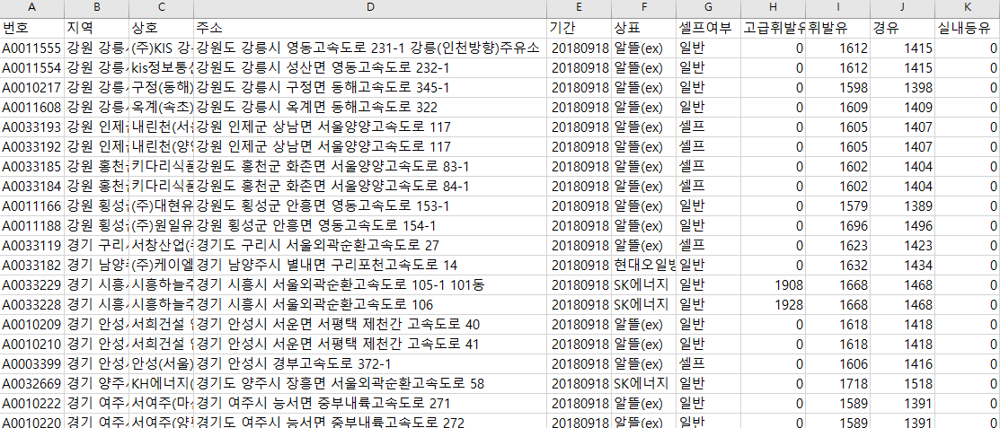 A B C D E F G H I J K
번호 지역 상호 주소 기간 상표 셀프여부 고급휘발유 휘발유 경유 실내등유
A0011555 강원 강릉시 (주)KIS 강 강원도 강릉시 영동고속도로 231-1 강릉(인천방향)주유소 20180918 알뜰(ex) 일반 0 1612 1415 0
A0011554 강원 강릉시 kis정보통신 강원도 강릉시 성산면 영동고속도로 232-1 20180918 알뜰(ex) 일반 0 1612 1415 0
A0010217 강원 강릉시 구정(동해) 강원도 강릉시 구정면 동해고속도로 345-1 20180918 알뜰(ex) 일반 0 1598 1398 0
A0011608 강원 강릉시 옥계(속초) 강원도 강릉시 옥계면 동해고속도로 322 20180918 알뜰(ex) 일반 0 1609 1409 0
A0033193 강원 인제군 내린천(서울 강원 인제군 상남면 서울양양고속도로 117 20180918 알뜰(ex) 셀프 0 1605 1407 0
A0033192 강원 인제군 내린천(양양 강원 인제군 상남면 서울양양고속도로 117 20180918 알뜰(ex) 셀프 0 1605 1407 0
A0033185 강원 홍천군 키다리식품 강원도 홍천군 화촌면 서울양양고속도로 83-1 20180918 알뜰(ex) 셀프 0 1602 1404 0
A0033184 강원 홍천군 키다리식품 강원도 홍천군 화촌면 서울양양고속도로 84-1 20180918 알뜰(ex) 셀프 0 1602 1404 0
A0011166 강원 횡성군 (주)대현유 강원도 횡성군 안흥면 영동고속도로 153-1 20180918 알뜰(ex) 일반 0 1579 1389 0
A0011188 강원 횡성군 (주)원일유 강원 횡성군 안흥면 영동고속도로 154-1 20180918 알뜰(ex) 일반 0 1696 1496 0
A0033119 경기 구리시 서창산업( 경기도 구리시 서울외곽순환고속도로 27 20180918 알뜰(ex) 셀프 0 1623 1423 0
A0033182 경기 남양주 (주)케이엘 경기 남양주시 별내면 구리포천고속도로 14 20180918 현대오일뱅 일반 0 1632 1434 0
A0033229 경기 시흥시 시흥하늘주 경기 시흥시 서울외곽순환고속도로 105-1 101동 20180918 SK에너지 일반 1908 1668 1468 0
A0033228 경기 시흥시 시흥하늘주 경기 시흥시 서울외곽순환고속도로 106 20180918 SK에너지 일반 1928 1668 1468 0
A0010209 경기 안성시 서희건설 경기 안성시 서운면 서평택 제천간 고속도로 40 20180918 알뜰(ex) 일반 0 1618 1418 0
A0010210 경기 안성시 서희건설 경기 안성시 서운면 서평택 제천간 고속도로 41 20180918 알뜰(ex) 일반 0 1618 1418 0
A0003399 경기 안성시 안성(서울) 경기 안성시 경부고속도로 372-1 20180918 알뜰(ex) 셀프 0 1606 1416 0
A0032669 경기 양주시 KH에너지( 경기도 양주시 장흥면 서울외곽순환고속도로 58 20180918 SK에너지 일반 0 1718 1518 0
A0010222 경기 여주시 서여주(마산 경기 여주시 능서면 중부내륙고속도로 271 20180918 알뜰(ex) 일반 0 1589 1391 0
A0010220 경기 여주시 서여주(양평 경기도 여주시 능서면 중부내륙고속도로 272 20180918 알뜰(ex) 일반 0 1589 1391 0